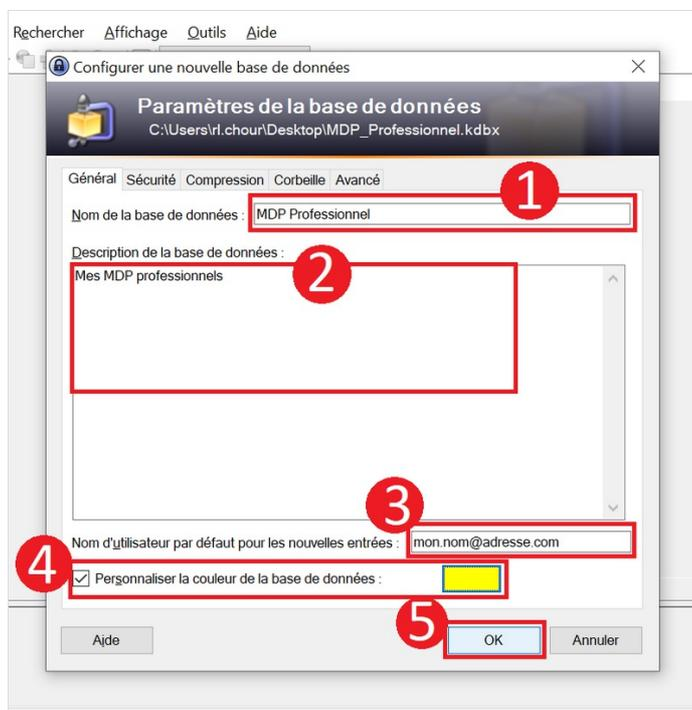 Rechercher Affichage Outils Aide
Configurer une nouvelle base de données
Paramètres de la base de données
C:\Users\rl.chour\Desktop\MDP_Professionnel.kdbx
Général Sécurité Compression Corbeille Avancé
1
Nom de la base de données : MDP Professionnel
Description de la base de données :
2
Mes MDP professionnels
3
Nom d'utilisateur par défaut pour les nouvelles entrées : mon.nom@adresse.com
4
Personnaliser la couleur de la base de données :
5
Aide OK Annuler